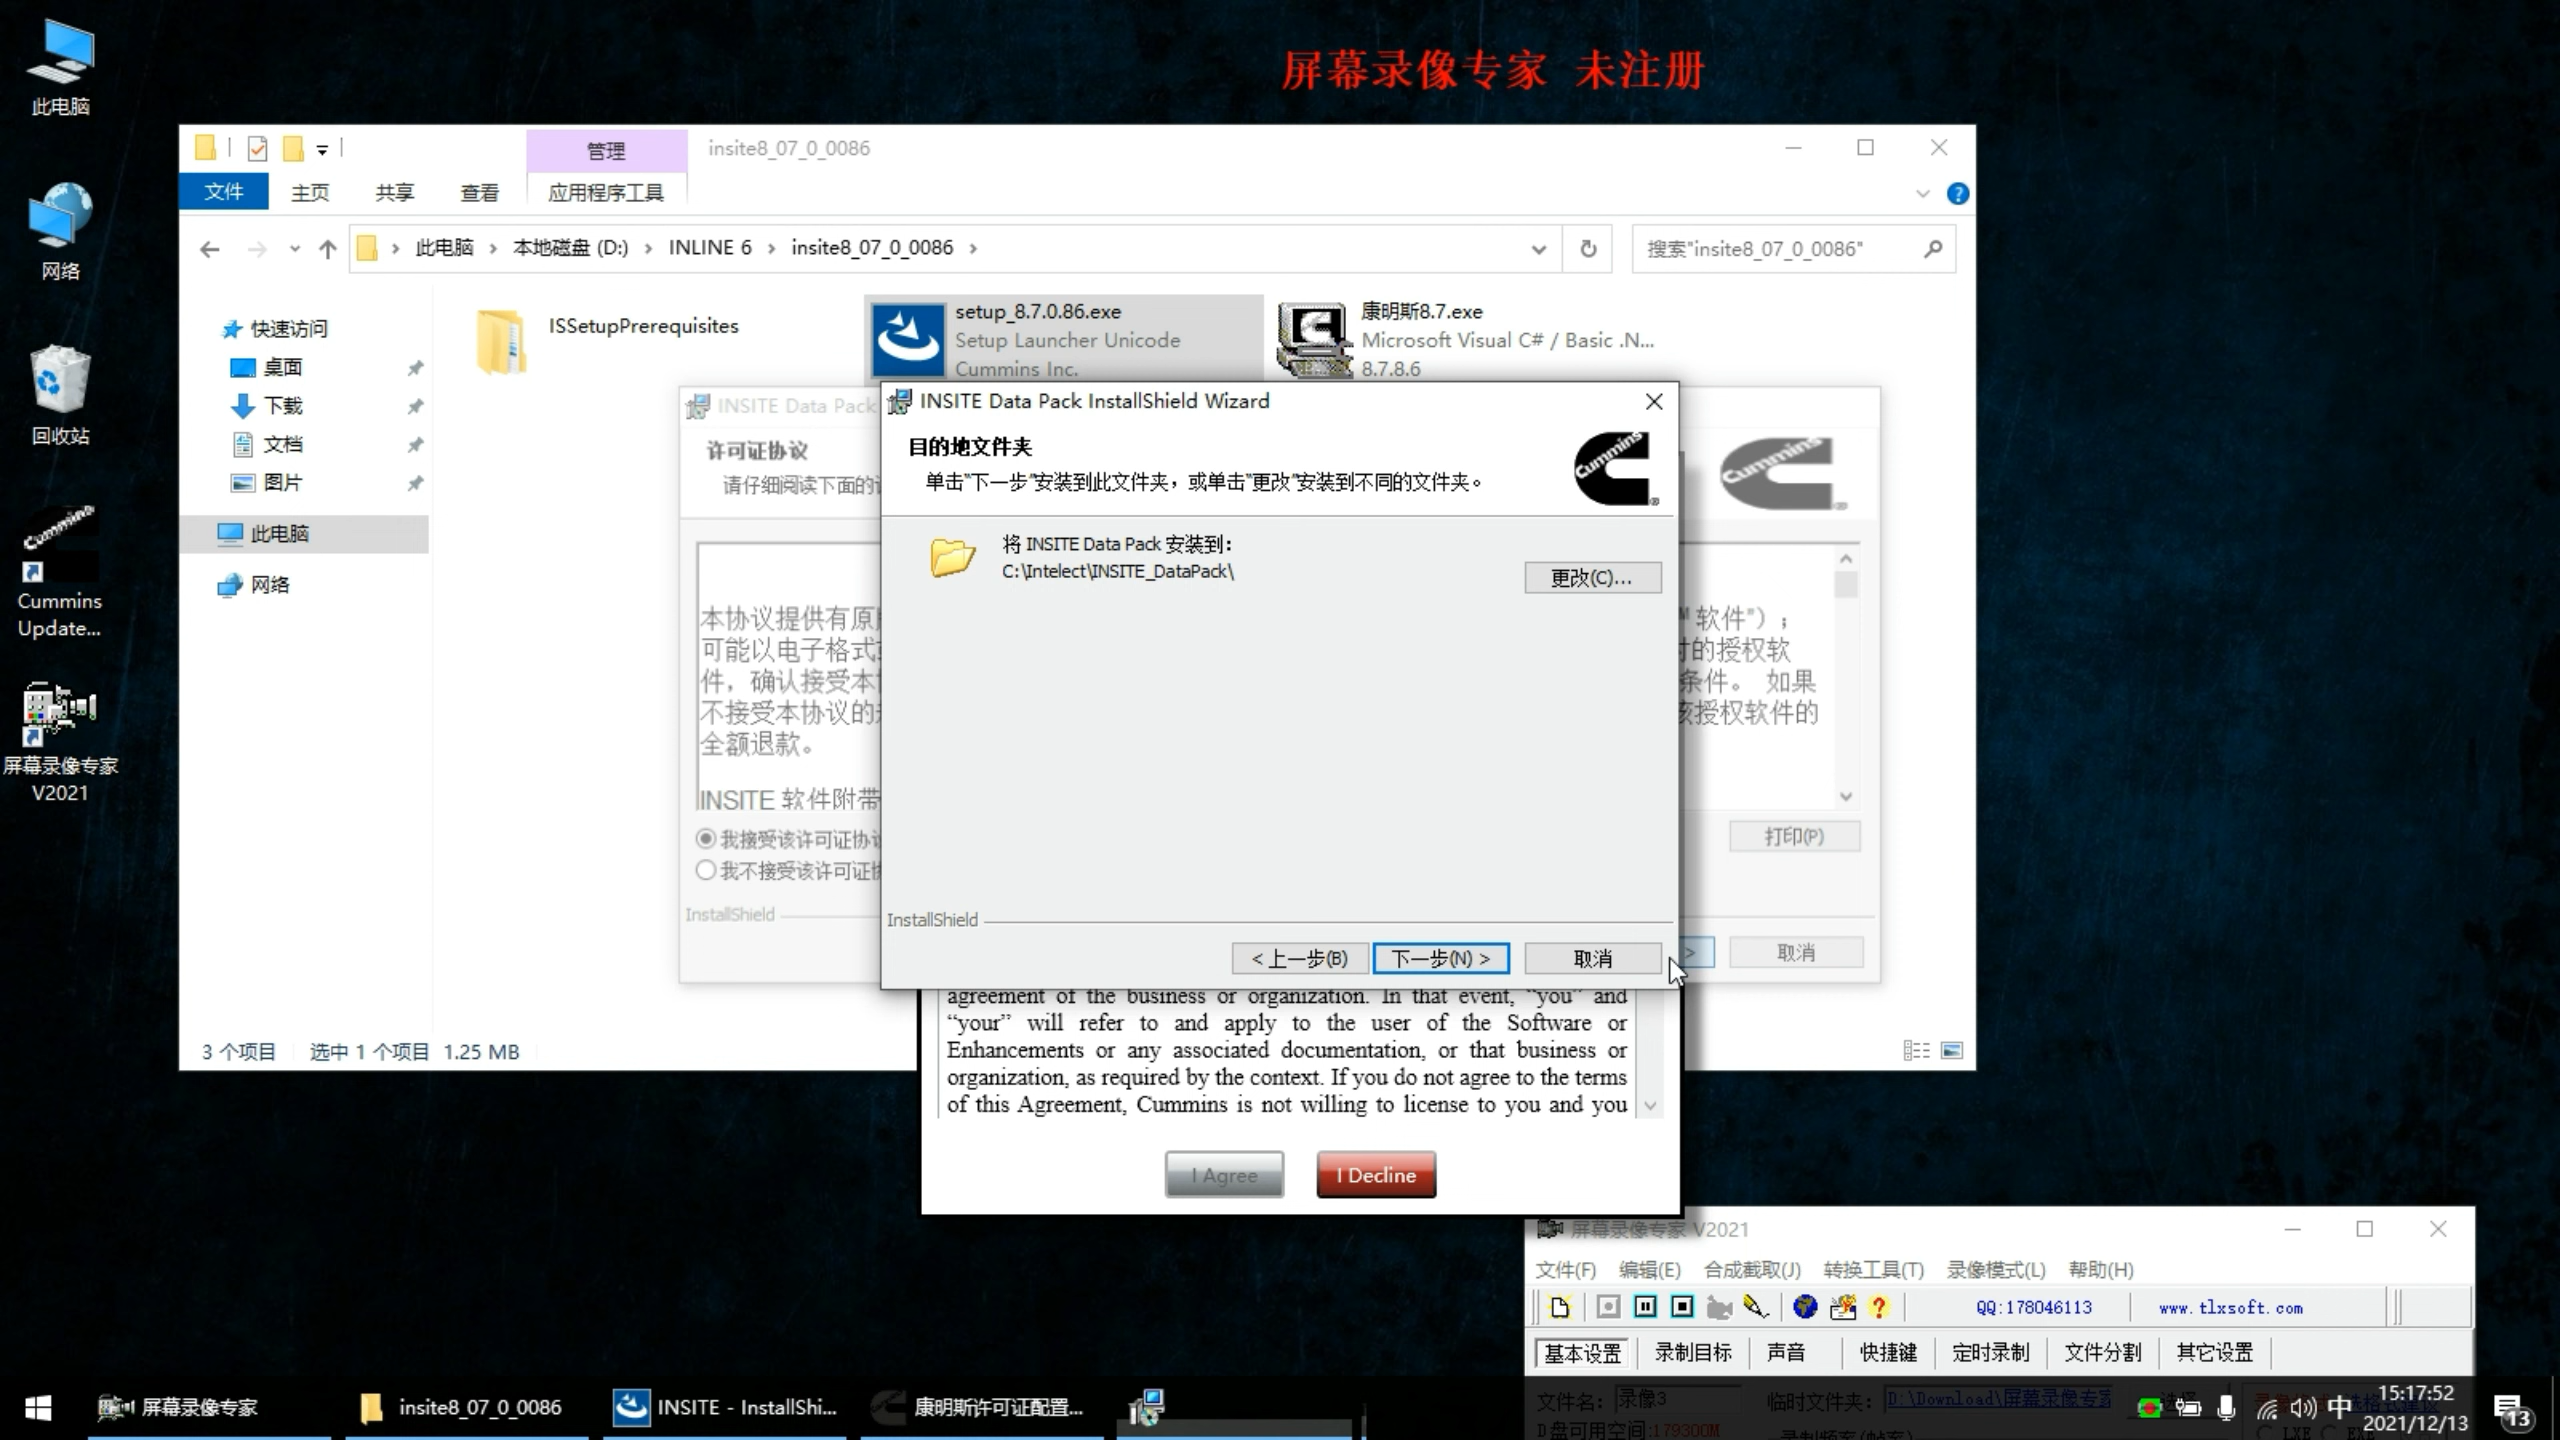 屏幕录像专家 未注册
此电脑
网络
回收站
Cummins
Cummins
Update...
屏幕录像专家
V2021
管理
insite8_07_0_0086
文件
主页
共享
查看
应用程序工具
此电脑
本地磁盘 (D:)
INLINE 6
insite8_07_0_0086
搜索"insite8_07_0_0086"
快速访问
桌面
下载
文档
图片
此电脑
网络
ISSetupPrerequisites
setup_8.7.0.86.exe
Setup Launcher Unicode
Cummins Inc.
康明斯8.7.exe
Microsoft Visual C# / Basic .N...
8.7.8.6
INSITE Data Pack
许可证协议
请仔细阅读下面的
Cummins
本协议提供有原
软件”）；
可能以电子格式
的授权软
件，确认接受本
条件。 如果
不接受本协议的
授权软件的
全额退款。
INSITE 软件附带
我接受该许可证协
我不接受该许可证
打印(P)
InstallShield
>
取消
INSITE Data Pack InstallShield Wizard
目的地文件夹
单击“下一步”安装到此文件夹，或单击“更改”安装到不同的文件夹。
Cummins
将 INSITE Data Pack 安装到:
C:\Intelect\INSITE_DataPack\
更改(C)...
InstallShield
< 上一步(B)
下一步(N) >
取消
agreement of the business or organization. In that event, “you” and
“your” will refer to and apply to the user of the Software or
Enhancements or any associated documentation, or that business or
organization, as required by the context. If you do not agree to the terms
of this Agreement, Cummins is not willing to license to you and you
I Agree
I Decline
3 个项目
选中 1 个项目 1.25 MB
屏幕录像专家 V2021
文件(F)
编辑(E)
合成截取(J)
转换工具(T)
录像模式(L)
帮助(H)
QQ:178046113
www.tlxsoft.com
基本设置
录制目标
声音
快捷键
定时录制
文件分割
其它设置
文件名:
录像3
临时文件夹:
D:\Download\屏幕录像专家
选择
D盘可用空间:179300M
屏幕录像专家
insite8_07_0_0086
INSITE - InstallShi...
康明斯许可证配置...
中
15:17:52
2021/12/13
13